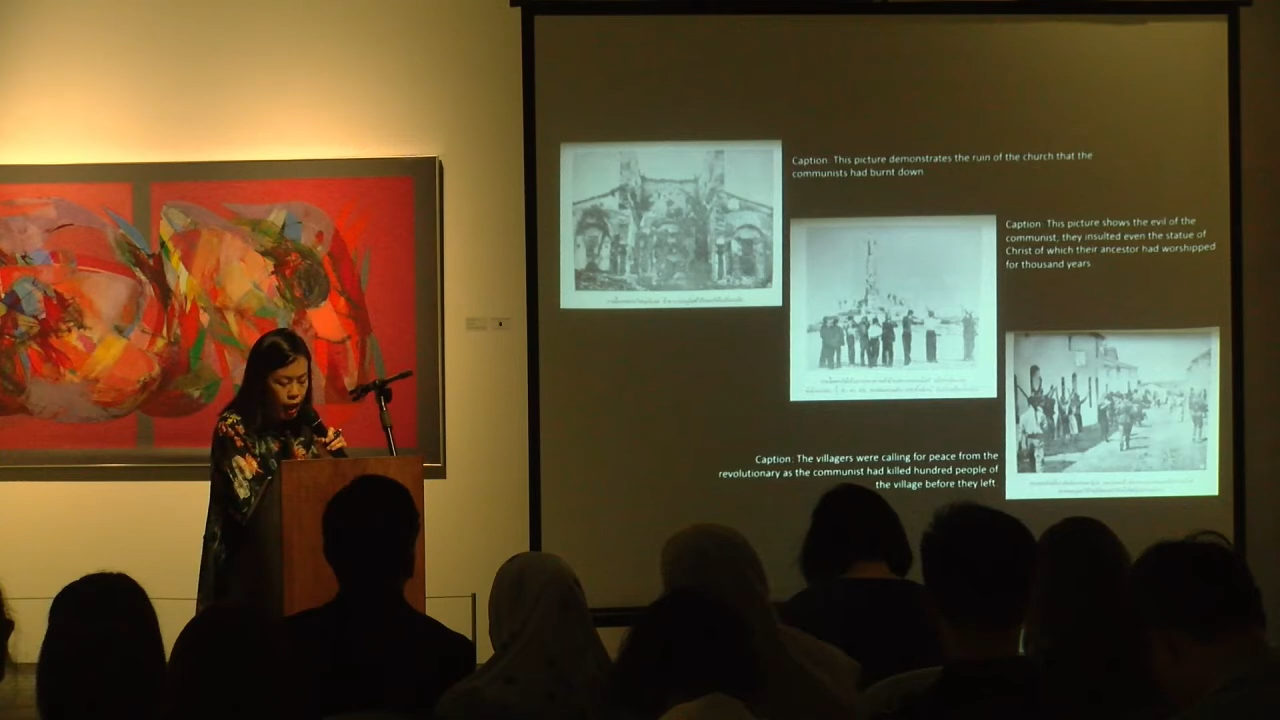 Caption: This picture demonstrates the ruin of the church that the
communists had burnt down
Caption: This picture shows the evil of the
communist; they insulted even the statue of
Christ of which their ancestor had worshipped
for thousand years
Caption: The villagers were calling for peace from the
revolutionary as the communist had killed hundred people of
the village before they left.